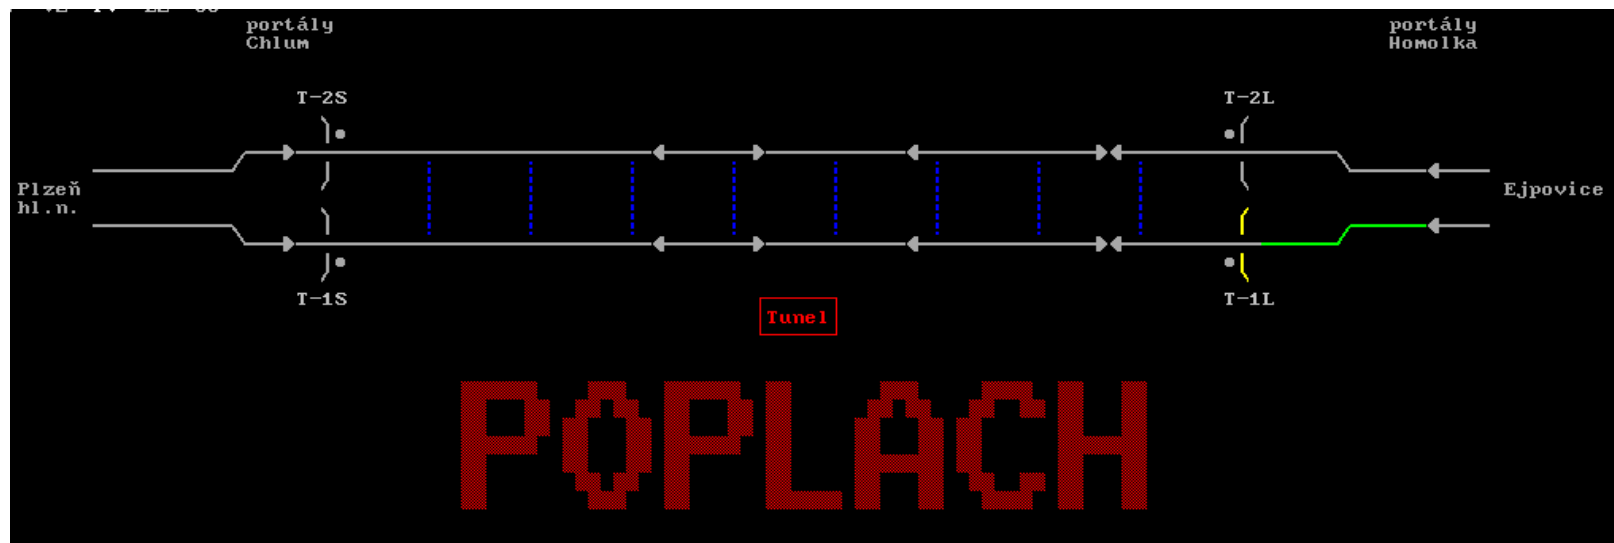 portály
Chlum
portály
Homolka
T-2S
T-2L
Plzeň
hl.n.
Ejpovice
T-1S
T-1L
Tunel
POPLACH